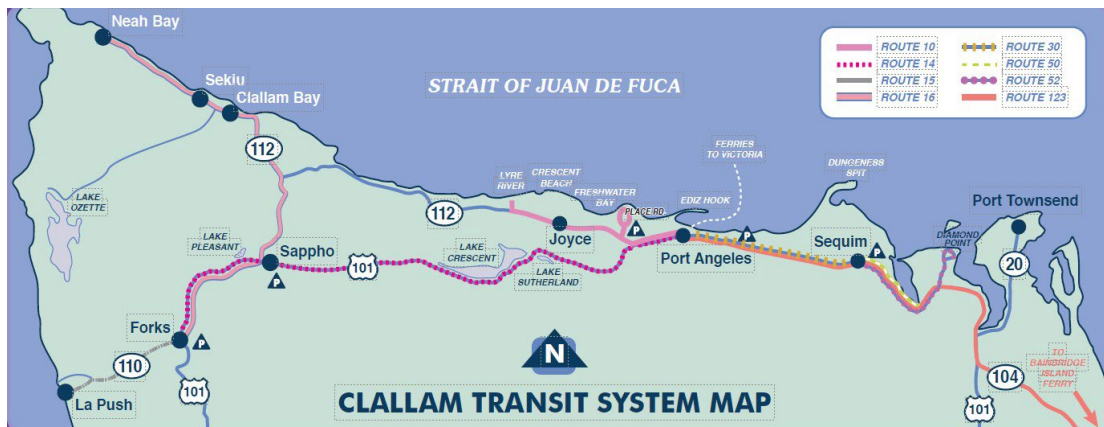 Neah Bay
Sekiu
Clallam Bay
STRAIT OF JUAN DE FUCA
ROUTE 10
ROUTE 14
ROUTE 15
ROUTE 16
ROUTE 30
ROUTE 50
ROUTE 52
ROUTE 123
112
FERRIES
TO VICTORIA
DUNGENESS
SPIT
LYRE
RIVER
CRESCENT
BEACH
FRESHWATER
BAY
PLACE RD
EDIZ HOOK
LAKE
OZETTE
112
Port Townsend
DIAMOND
POINT
LAKE
PLEASANT
Sappho
P
101
LAKE
CRESCENT
Joyce
P
LAKE
SUTHERLAND
Port Angeles
P
Sequim
P
20
Forks
P
110
101
La Push
N
CLALLAM TRANSIT SYSTEM MAP
TO
BAINBRIDGE
ISLAND
FERRY
104
101